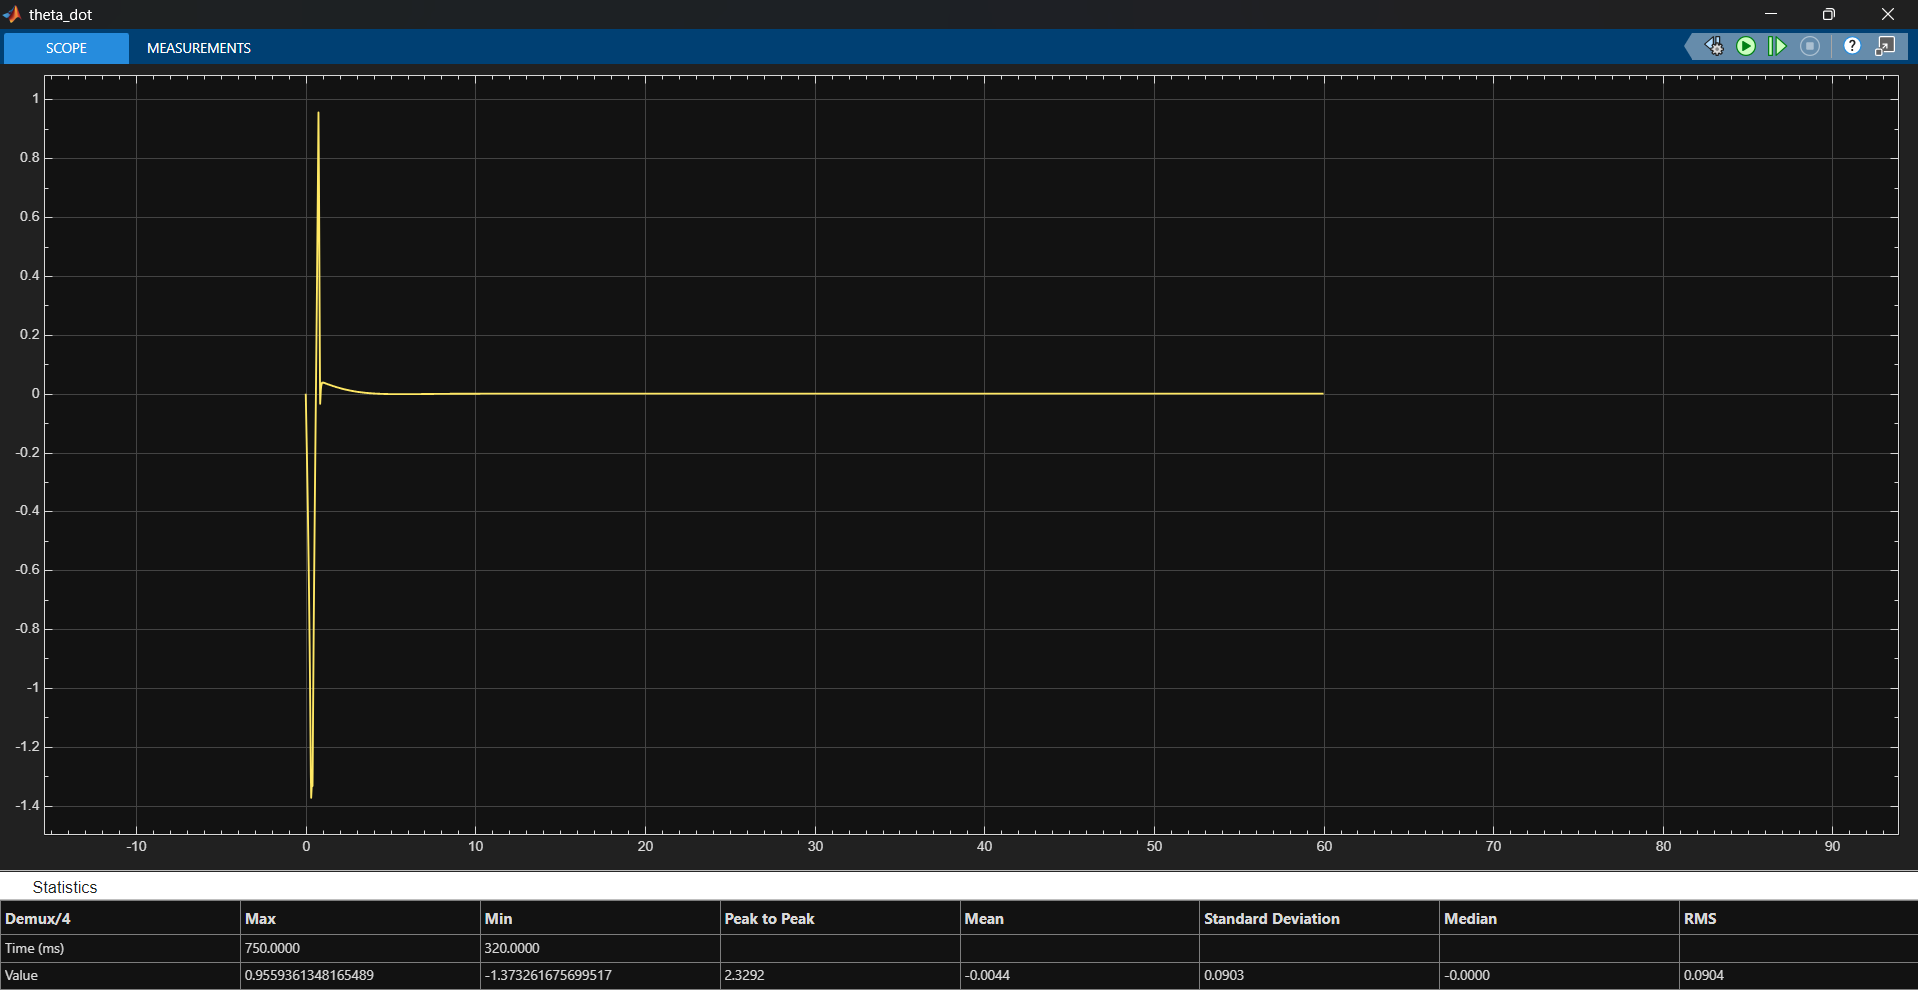 theta_dot
SCOPE MEASUREMENTS
?
1
0.8
0.6
0.4
0.2
0
-0.2
-0.4
-0.6
-0.8
-1
-1.2
-1.4
-10 0 10 20 30 40 50 60 70 80 90
Statistics
Demux/4 Max Min Peak to Peak Mean Standard Deviation Median RMS
Time (ms) 750.0000 320.0000
Value 0.9559361348165489 -1.373261675699517 2.3292 -0.0044 0.0903 -0.0000 0.0904